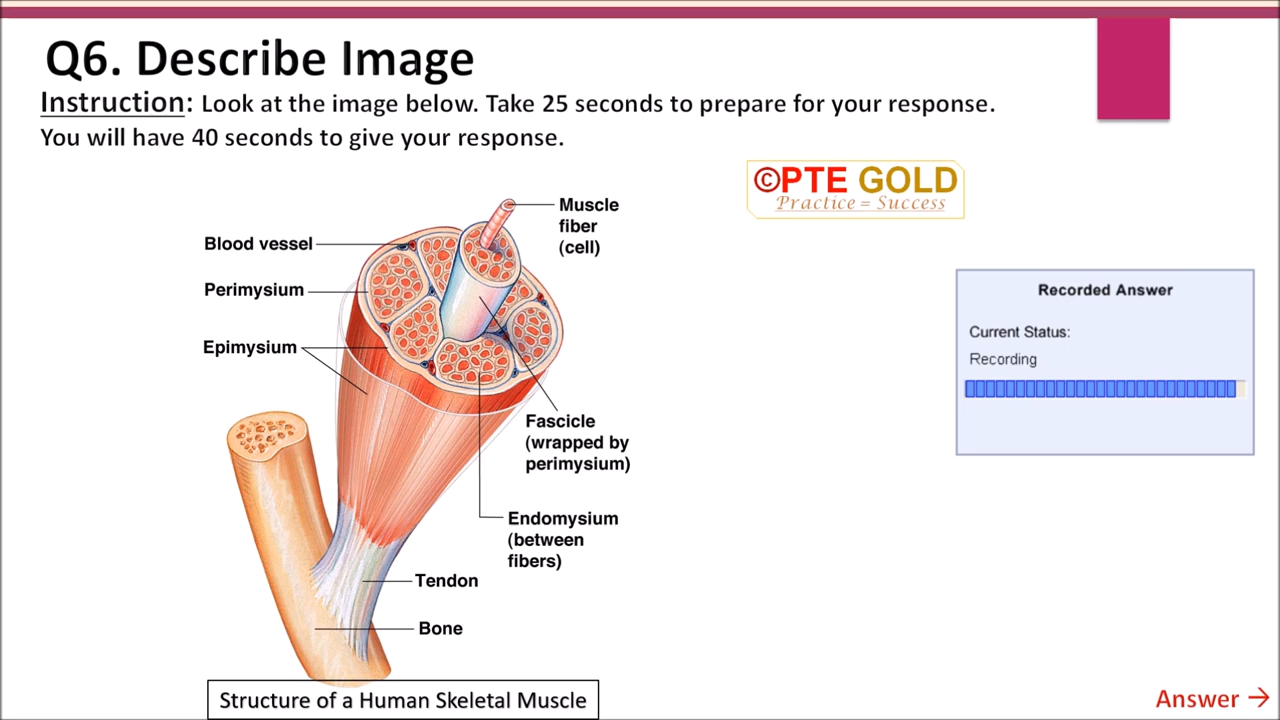 Q6. Describe Image
Instruction: Look at the image below. Take 25 seconds to prepare for your response.
You will have 40 seconds to give your response.
©PTE GOLD
Practice = Success
Muscle
fiber
(cell)
Blood vessel
Perimysium
Epimysium
Fascicle
(wrapped by
perimysium)
Endomysium
(between
fibers)
Tendon
Bone
Structure of a Human Skeletal Muscle
Recorded Answer
Current Status:
Recording
Answer →